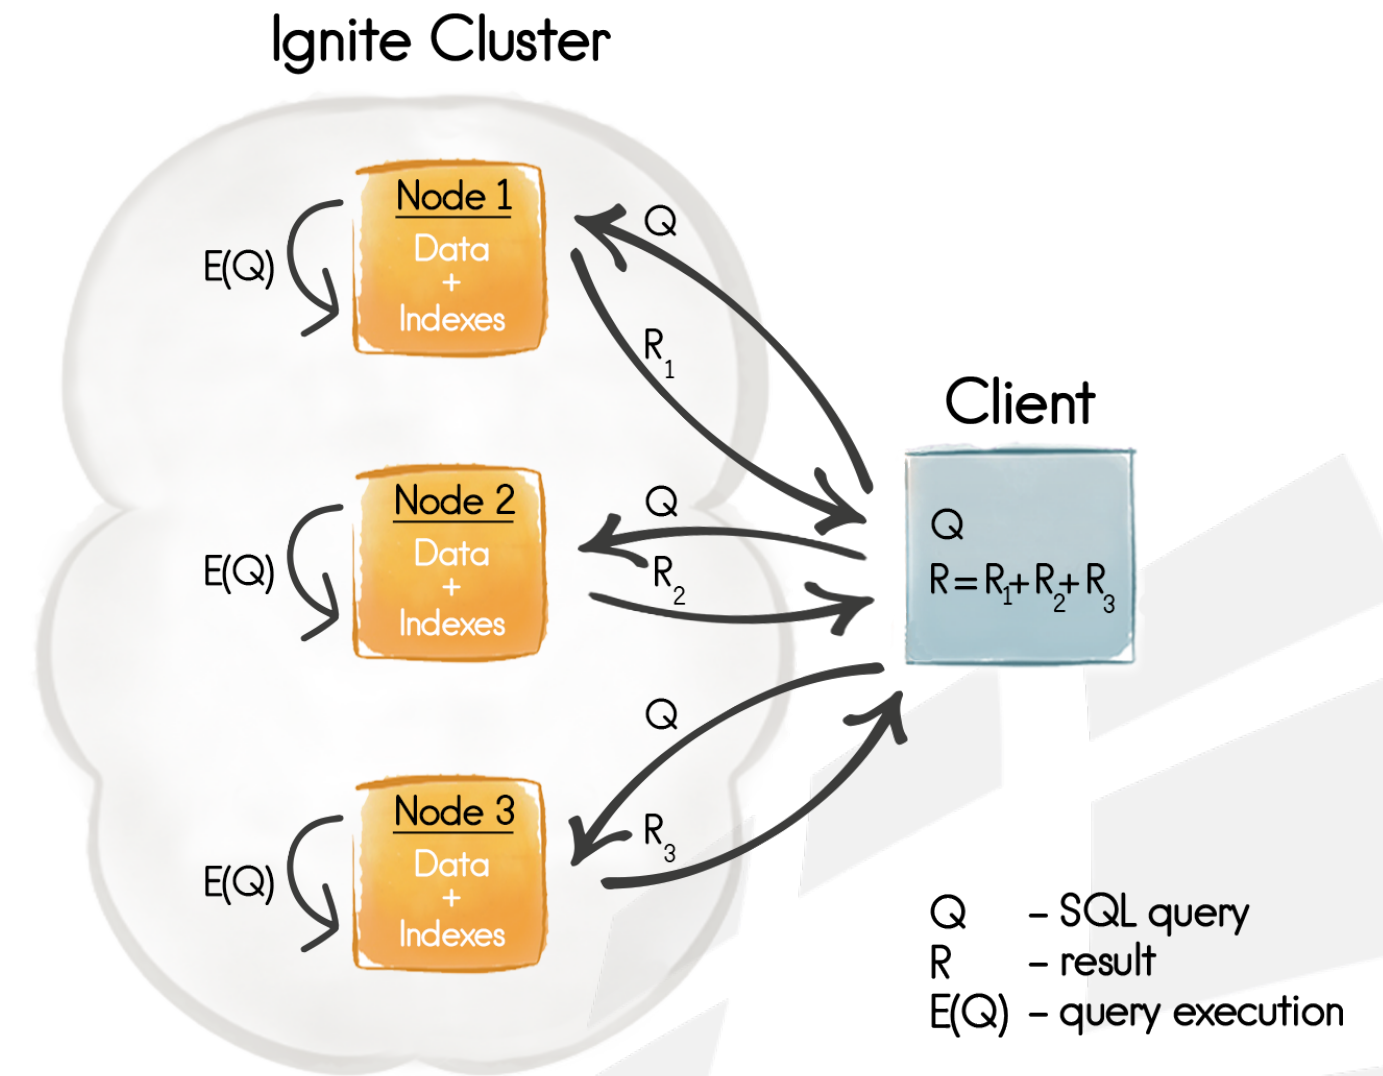 Ignite Cluster
Node 1
Data
+
Indexes
E(Q)
Q
R₁
Node 2
Data
+
Indexes
E(Q)
Q
R₂
Node 3
Data
+
Indexes
E(Q)
Q
R₃
Client
Q
R=R₁+R₂+R₃
Q – SQL query
R – result
E(Q) – query execution